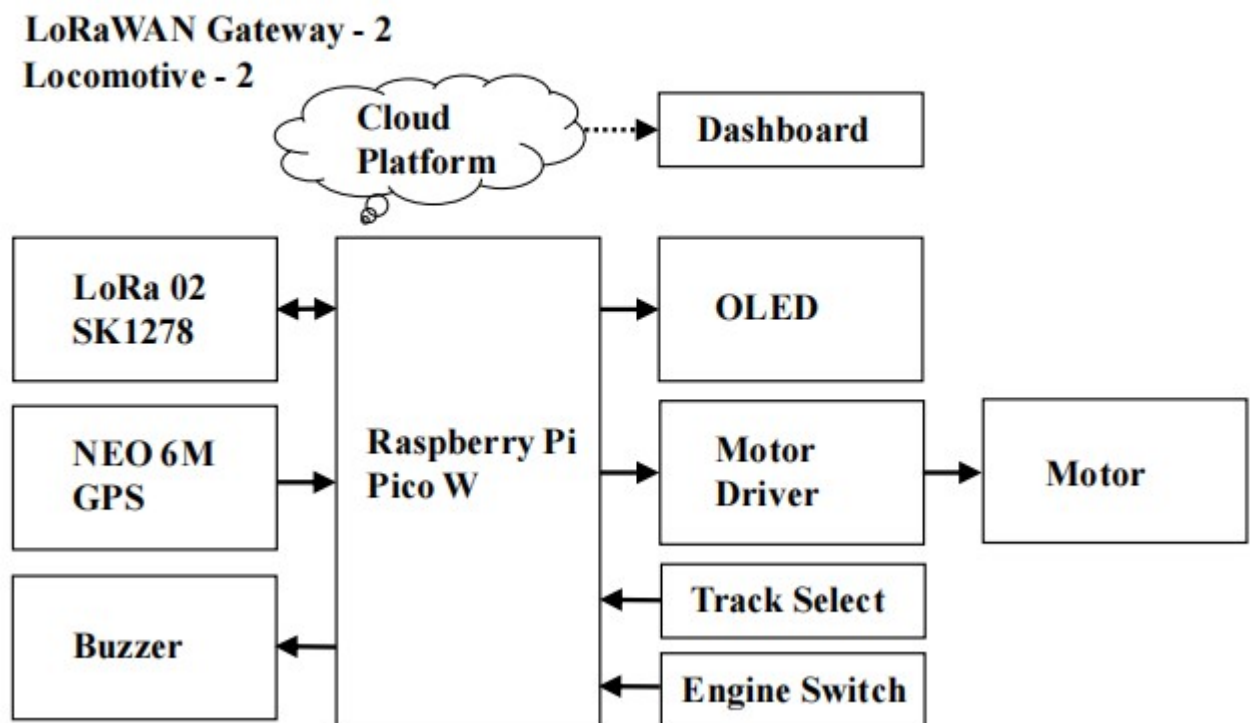 LoRaWAN Gateway - 2
Locomotive - 2
Cloud
Platform
Dashboard
LoRa 02
SK1278
OLED
NEO 6M
GPS
Raspberry Pi
Pico W
Motor
Driver
Motor
Buzzer
Track Select
Engine Switch